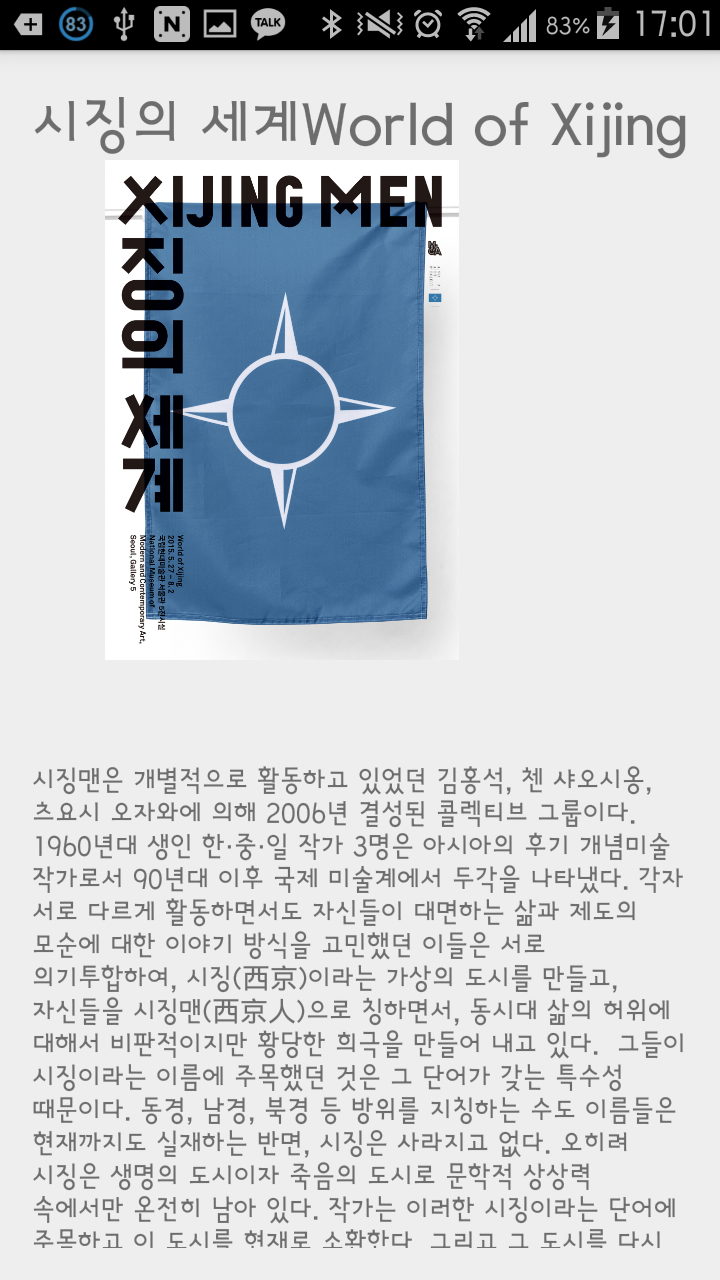 83
N
TALK
83%
17:01
시징의 세계World of Xijing
XIJING MEN
징의 세계
World of Xijing
2015. 5. 27 – 8. 2
국립현대미술관 서울관 5전시실
National Museum of
Modern and Contemporary Art,
Seoul, Gallery 5
시징맨은 개별적으로 활동하고 있었던 김홍석, 첸 샤오시옹,
츠요시 오자와에 의해 2006년 결성된 콜렉티브 그룹이다.
1960년대 생인 한·중·일 작가 3명은 아시아의 후기 개념미술
작가로서 90년대 이후 국제 미술계에서 두각을 나타냈다. 각자
서로 다르게 활동하면서도 자신들이 대면하는 삶과 제도의
모순에 대한 이야기 방식을 고민했던 이들은 서로
의기투합하여, 시징(西京)이라는 가상의 도시를 만들고,
자신들을 시징맨(西京人)으로 칭하면서, 동시대 삶의 허위에
대해서 비판적이지만 황당한 희극을 만들어 내고 있다.  그들이
시징이라는 이름에 주목했던 것은 그 단어가 갖는 특수성
때문이다. 동경, 남경, 북경 등 방위를 지칭하는 수도 이름들은
현재까지도 실재하는 반면, 시징은 사라지고 없다. 오히려
시징은 생명의 도시이자 죽음의 도시로 문학적 상상력
속에서만 온전히 남아 있다. 작가는 이러한 시징이라는 단어에
주목하고 이 도시를 현재로 소환한다. 그리고 그 도시를 다시